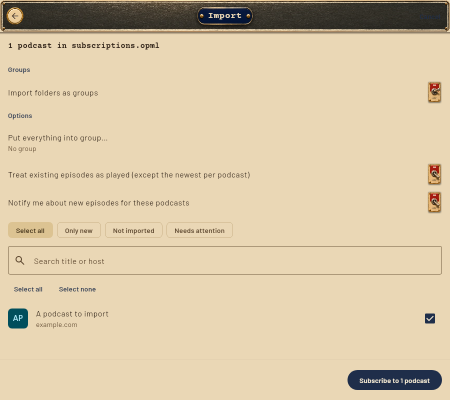 Import
1 podcast in subscriptions.opml
Groups
Import folders as groups
Options
Put everything into group...
No group
Treat existing episodes as played (except the newest per podcast)
Notify me about new episodes for these podcasts
Select all
Only new
Not imported
Needs attention
Search title or host
Select all
Select none
AP
A podcast to import
example.com
Subscribe to 1 podcast